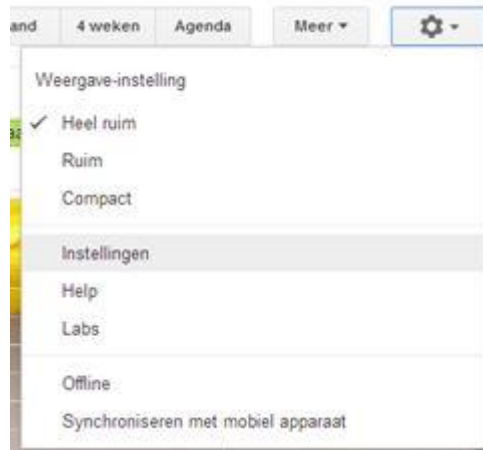 and 4 weken Agenda Meer
Weergave-instelling
Heel ruim
Ruim
Compact
Instellingen
Help
Labs
Offline
Synchroniseren met mobiel apparaat